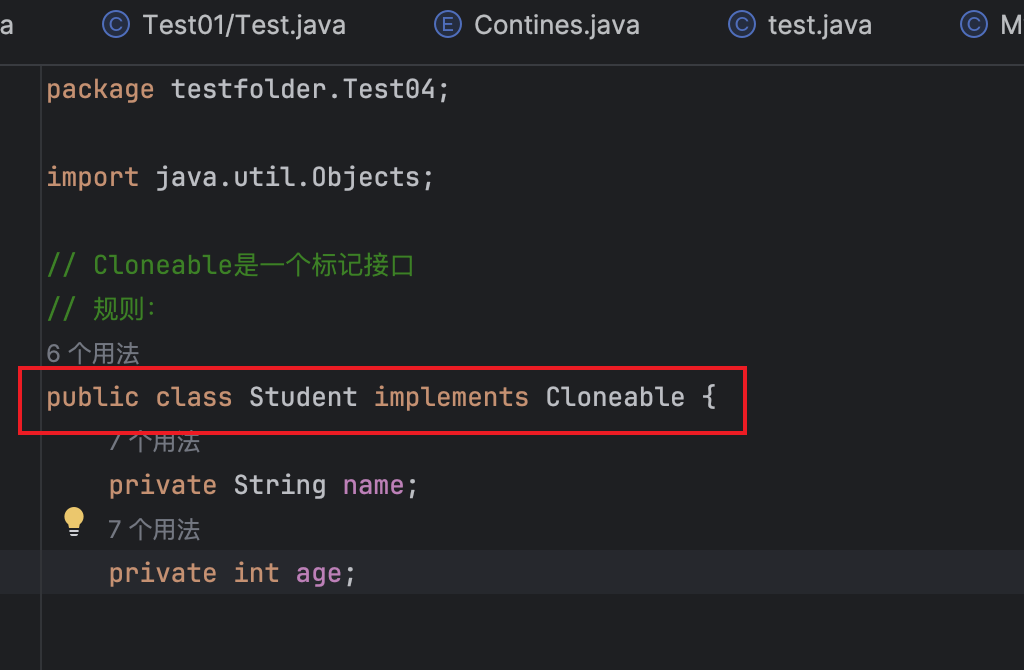 a Test01/Test.java Contines.java test.java M
package testfolder.Test04;
import java.util.Objects;
// Cloneable是一个标记接口
// 规则：
6 个用法
public class Student implements Cloneable {
7 个用法
private String name;
7 个用法
private int age;